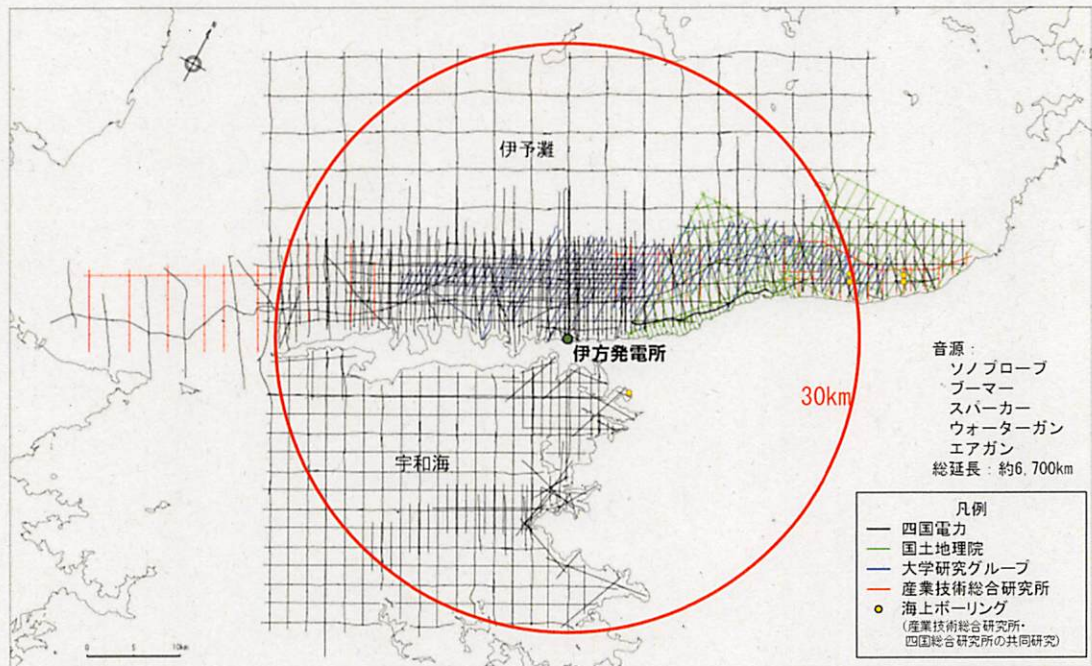 伊予灘
伊方発電所
30km
宇和海
音源:
ソノプローブ
ブーマー
スパーカー
ウォーターガン
エアガン
総延長:約6,700km
凡例
四国電力
国土地理院
大学研究グループ
産業技術総合研究所
海上ボーリング
(産業技術総合研究所・
四国総合研究所の共同研究)
0 5 10km